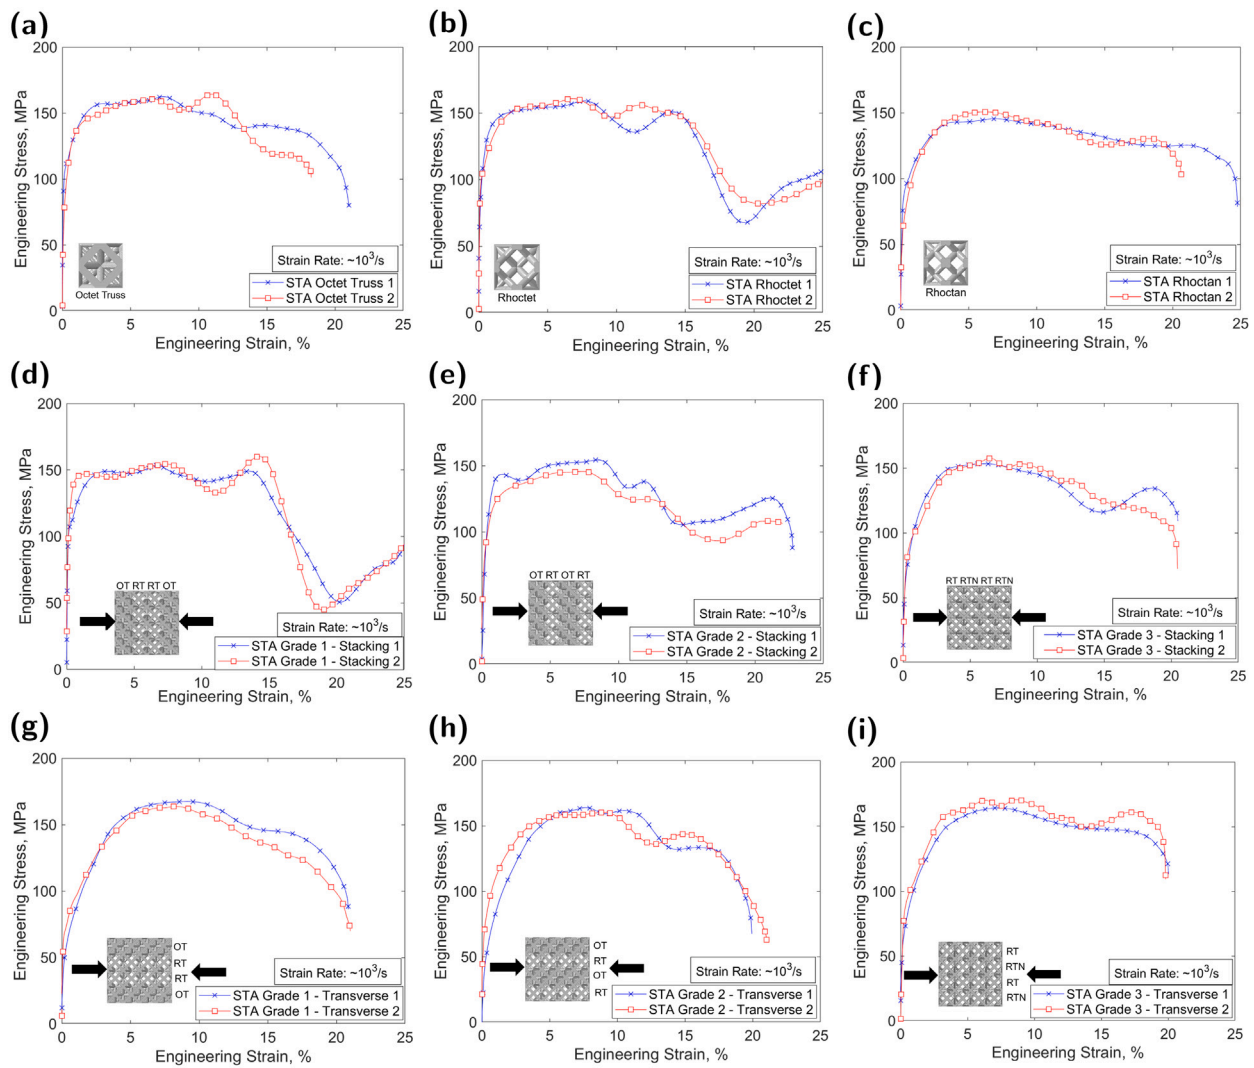 (a)
200
150
100
50
0
Engineering Stress, MPa
Octet Truss
Strain Rate: ~10³/s
STA Octet Truss 1
STA Octet Truss 2
0 5 10 15 20 25
Engineering Strain, %
(b)
200
150
100
50
0
Engineering Stress, MPa
Rhoctet
Strain Rate: ~10³/s
STA Rhoctet 1
STA Rhoctet 2
0 5 10 15 20 25
Engineering Strain, %
(c)
200
150
100
50
0
Engineering Stress, MPa
Rhoctan
Strain Rate: ~10³/s
STA Rhoctan 1
STA Rhoctan 2
0 5 10 15 20 25
Engineering Strain, %
(d)
200
150
100
50
0
Engineering Stress, MPa
OT RT RT OT
Strain Rate: ~10³/s
STA Grade 1 - Stacking 1
STA Grade 1 - Stacking 2
0 5 10 15 20 25
Engineering Strain, %
(e)
200
150
100
50
0
Engineering Stress, MPa
OT RT OT RT
Strain Rate: ~10³/s
STA Grade 2 - Stacking 1
STA Grade 2 - Stacking 2
0 5 10 15 20 25
Engineering Strain, %
(f)
200
150
100
50
0
Engineering Stress, MPa
RT RTN RT RTN
Strain Rate: ~10³/s
STA Grade 3 - Stacking 1
STA Grade 3 - Stacking 2
0 5 10 15 20 25
Engineering Strain, %
(g)
200
150
100
50
0
Engineering Stress, MPa
OT
RT
RT
OT
Strain Rate: ~10³/s
STA Grade 1 - Transverse 1
STA Grade 1 - Transverse 2
0 5 10 15 20 25
Engineering Strain, %
(h)
200
150
100
50
0
Engineering Stress, MPa
OT
RT
OT
RT
Strain Rate: ~10³/s
STA Grade 2 - Transverse 1
STA Grade 2 - Transverse 2
0 5 10 15 20 25
Engineering Strain, %
(i)
200
150
100
50
0
Engineering Stress, MPa
RT
RTN
RT
RTN
Strain Rate: ~10³/s
STA Grade 3 - Transverse 1
STA Grade 3 - Transverse 2
0 5 10 15 20 25
Engineering Strain, %